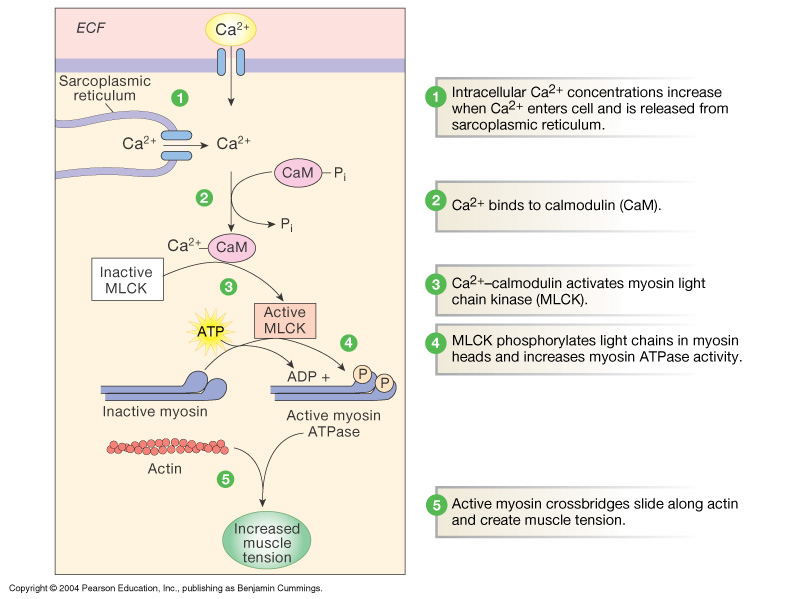 ECF
Ca2+
Sarcoplasmic
reticulum
1
Ca2+
Ca2+
CaM
Pi
2
Pi
Ca2+
CaM
Inactive
MLCK
3
Active
MLCK
ATP
4
ADP +
P
P
Inactive myosin
Active myosin
ATPase
Actin
5
Increased
muscle
tension
1
Intracellular Ca2+ concentrations increase
when Ca2+ enters cell and is released from
sarcoplasmic reticulum.
2
Ca2+ binds to calmodulin (CaM).
3
Ca2+–calmodulin activates myosin light
chain kinase (MLCK).
4
MLCK phosphorylates light chains in myosin
heads and increases myosin ATPase activity.
5
Active myosin crossbridges slide along actin
and create muscle tension.
Copyright © 2004 Pearson Education, Inc., publishing as Benjamin Cummings.